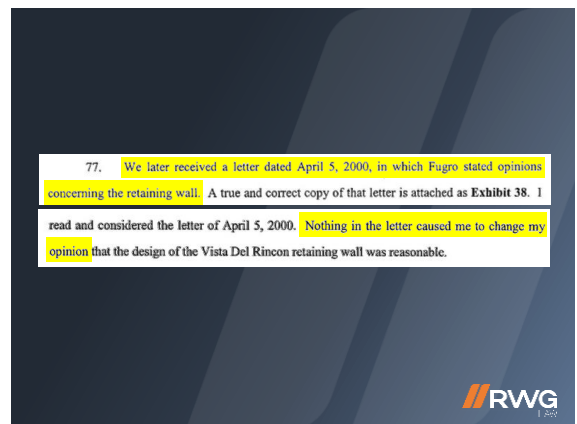 77. We later received a letter dated April 5, 2000, in which Fugro stated opinions
concerning the retaining wall. A true and correct copy of that letter is attached as Exhibit 38. I
read and considered the letter of April 5, 2000. Nothing in the letter caused me to change my
opinion that the design of the Vista Del Rincon retaining wall was reasonable.
RWG
LAW